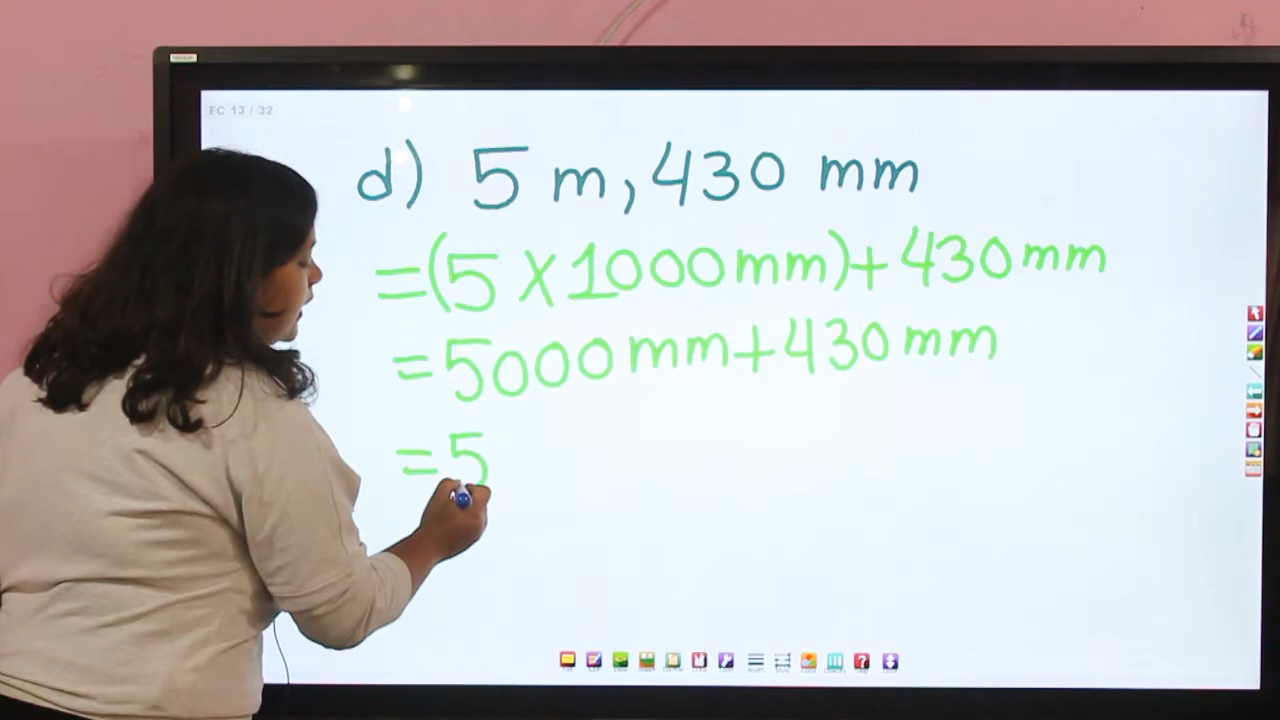 FC 13 / 32
d) 5 m, 430 mm
=(5 X 1000 mm) + 430 mm
= 5000 mm + 430 mm
= 5